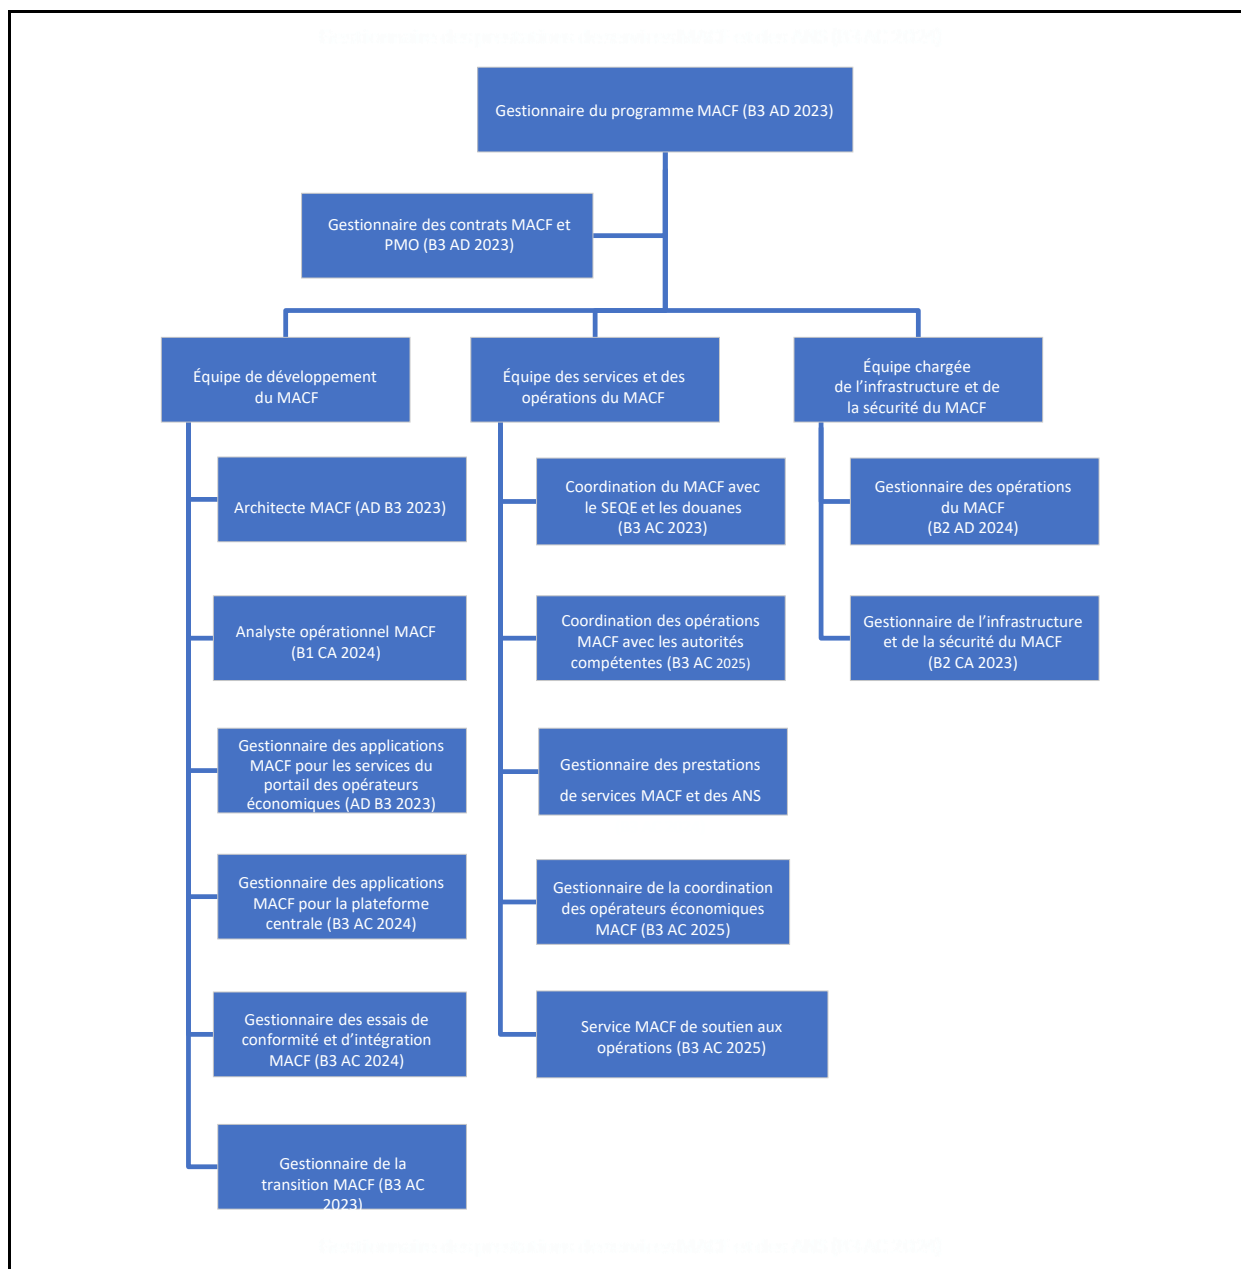 Gestionnaire du programme MACF (B3 AD 2023)
Gestionnaire des contrats MACF et
PMO (B3 AD 2023)
Équipe de développement
du MACF
Équipe des services et des
opérations du MACF
Équipe chargée
de l’infrastructure et de
la sécurité du MACF
Architecte MACF (AD B3 2023)
Analyste opérationnel MACF
(B1 CA 2024)
Gestionnaire des applications
MACF pour les services du
portail des opérateurs
économiques (AD B3 2023)
Gestionnaire des applications
MACF pour la plateforme
centrale (B3 AC 2024)
Gestionnaire des essais de
conformité et d’intégration
MACF (B3 AC 2024)
Gestionnaire de la
transition MACF (B3 AC
2023)
Coordination du MACF avec
le SEQE et les douanes
(B3 AC 2023)
Coordination des opérations
MACF avec les autorités
compétentes (B3 AC 2025)
Gestionnaire des prestations
de services MACF et des ANS
Gestionnaire de la coordination
des opérateurs économiques
MACF (B3 AC 2025)
Service MACF de soutien aux
opérations (B3 AC 2025)
Gestionnaire des opérations
du MACF
(B2 AD 2024)
Gestionnaire de l’infrastructure
et de la sécurité du MACF
(B2 CA 2023)